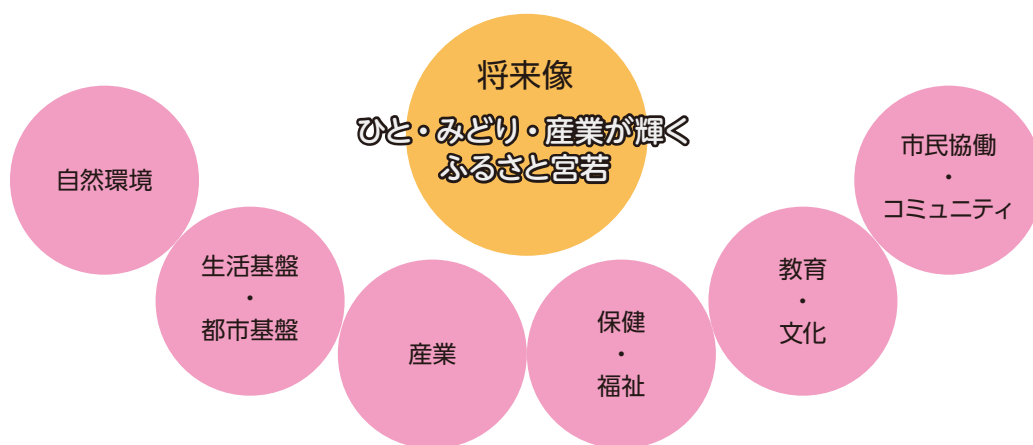 将来像
ひと・みどり・産業が輝く
ふるさと宮若
自然環境
生活基盤
・
都市基盤
産業
保健
・
福祉
教育
・
文化
市民協働
・
コミュニティ